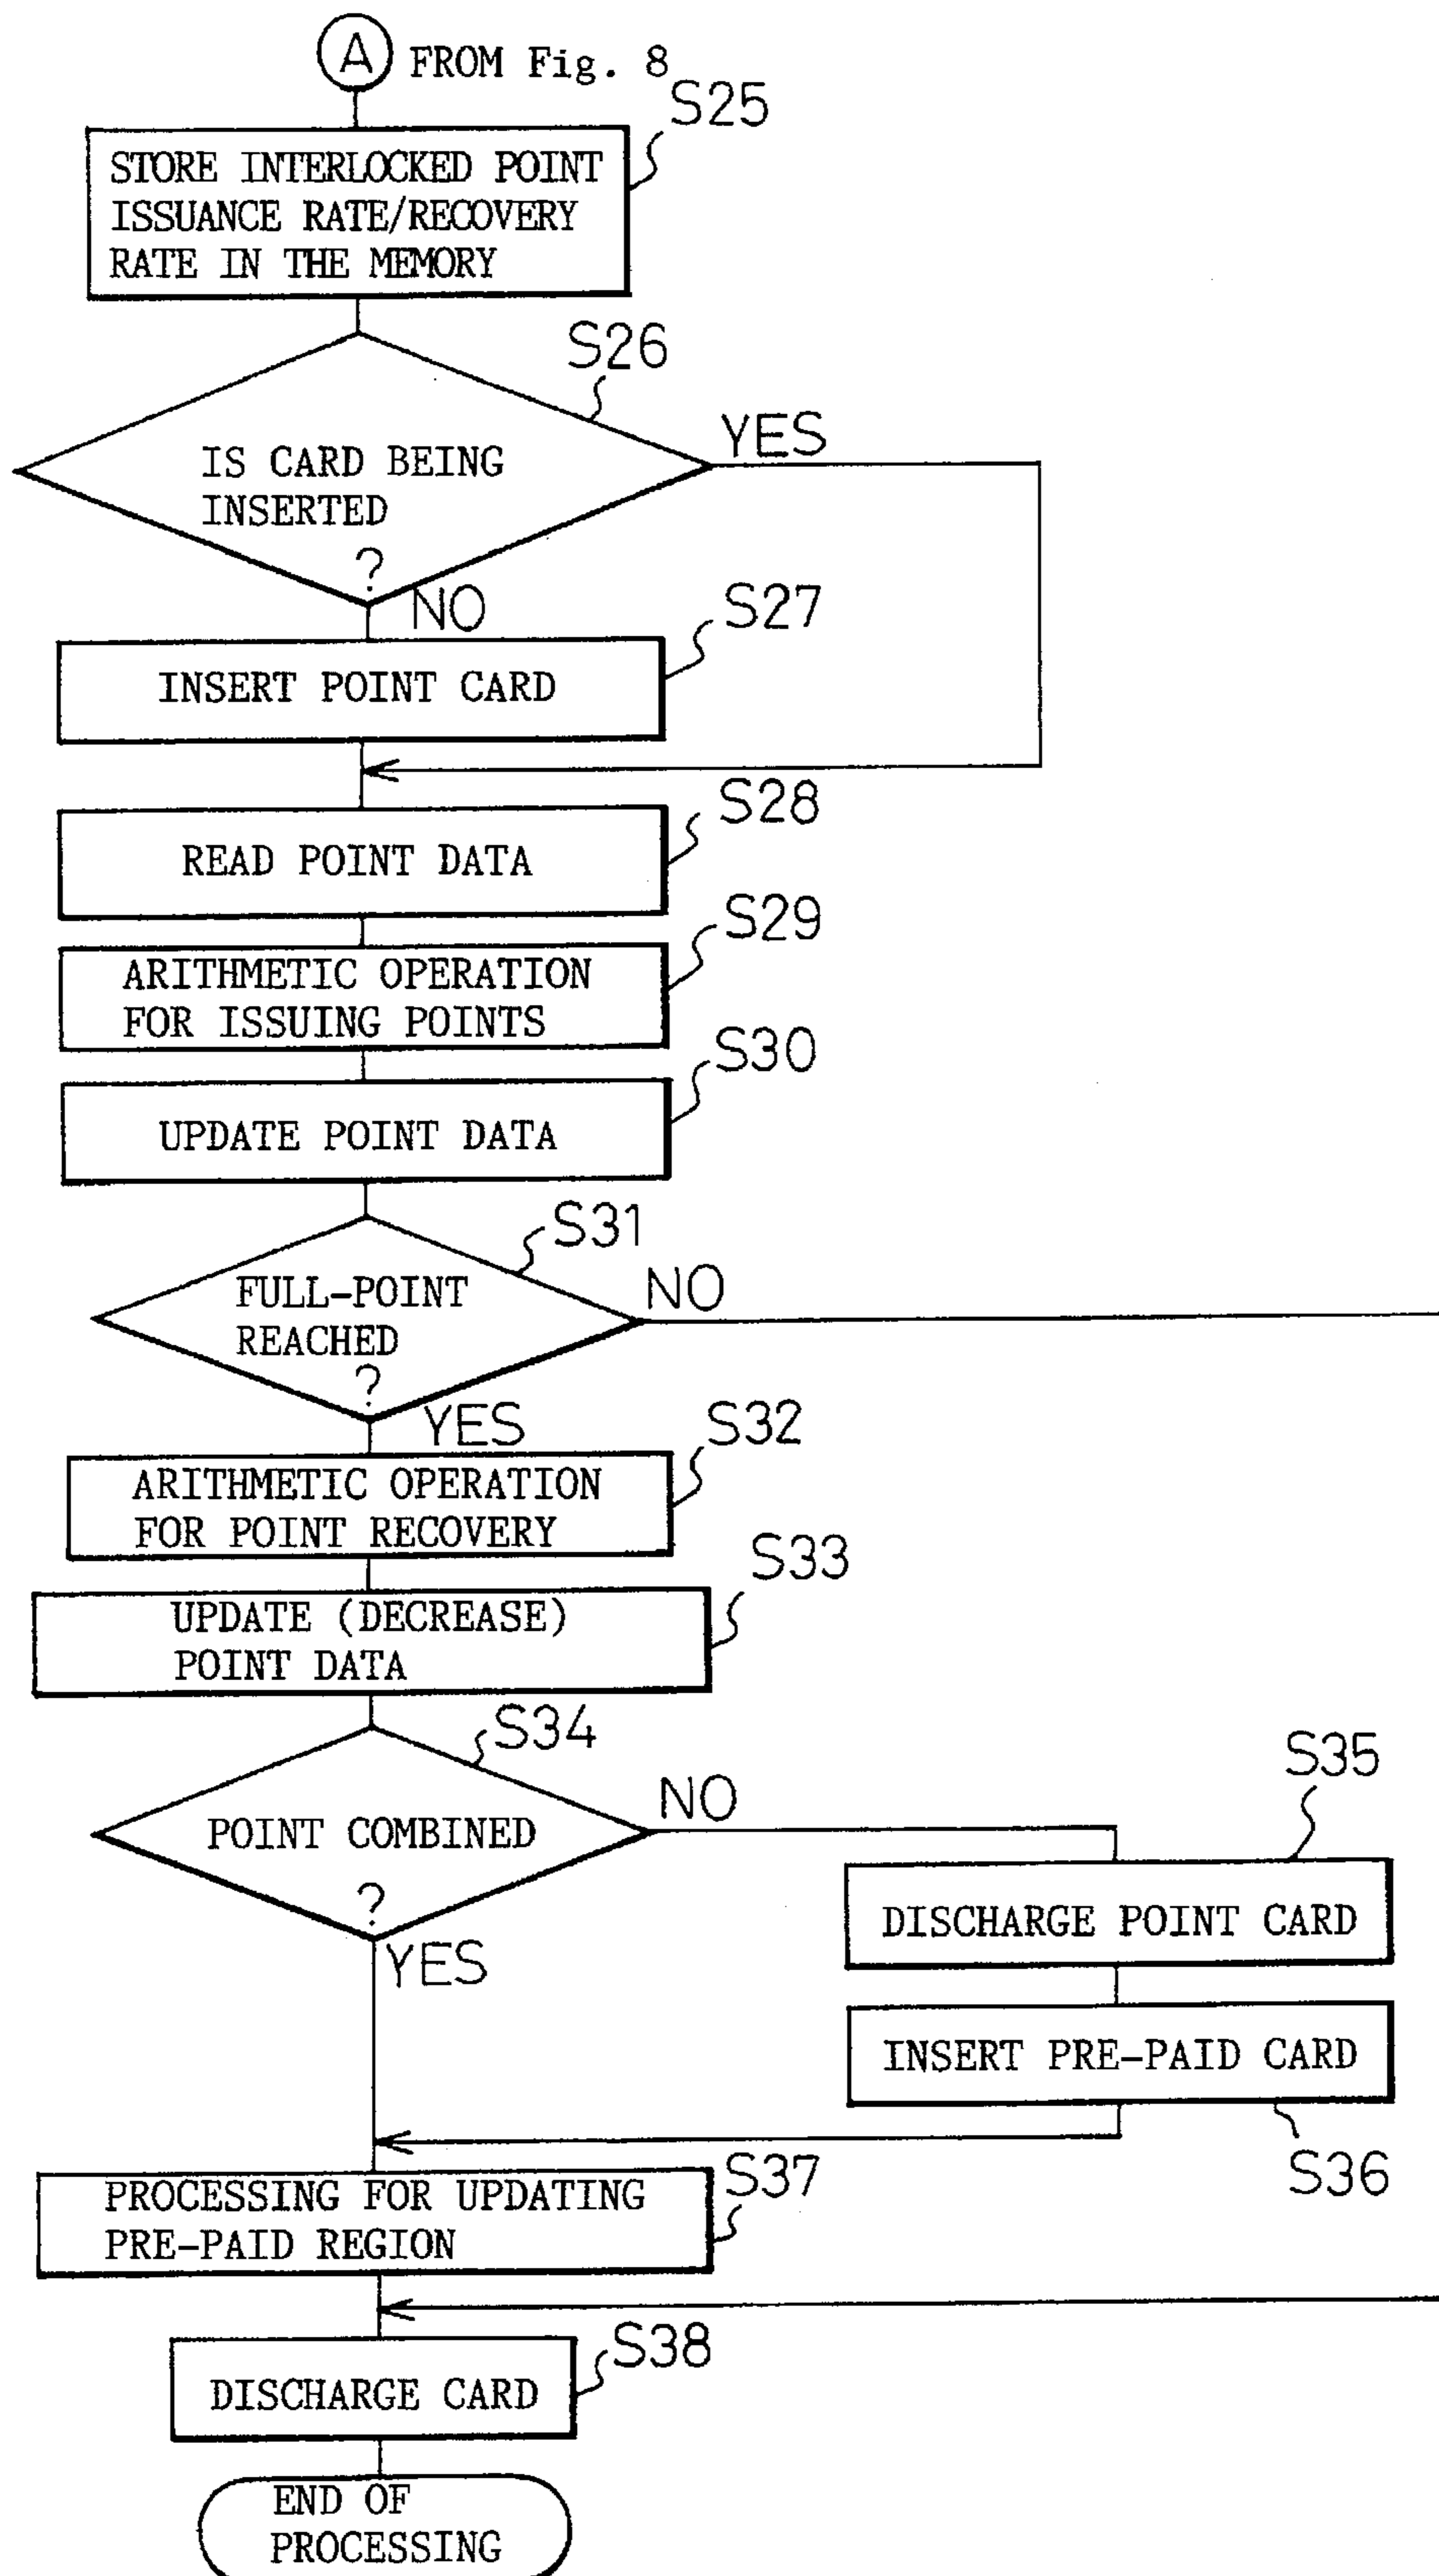 A FROM Fig. 8
S25
STORE INTERLOCKED POINT
ISSUANCE RATE/RECOVERY
RATE IN THE MEMORY
S26
YES
IS CARD BEING
INSERTED
?
NO
S27
INSERT POINT CARD
S28
READ POINT DATA
S29
ARITHMETIC OPERATION
FOR ISSUING POINTS
S30
UPDATE POINT DATA
S31
FULL-POINT
REACHED
?
NO
YES
S32
ARITHMETIC OPERATION
FOR POINT RECOVERY
S33
UPDATE (DECREASE)
POINT DATA
S34
NO
POINT COMBINED
?
YES
S35
DISCHARGE POINT CARD
INSERT PRE-PAID CARD
S36
S37
PROCESSING FOR UPDATING
PRE-PAID REGION
S38
DISCHARGE CARD
END OF
PROCESSING